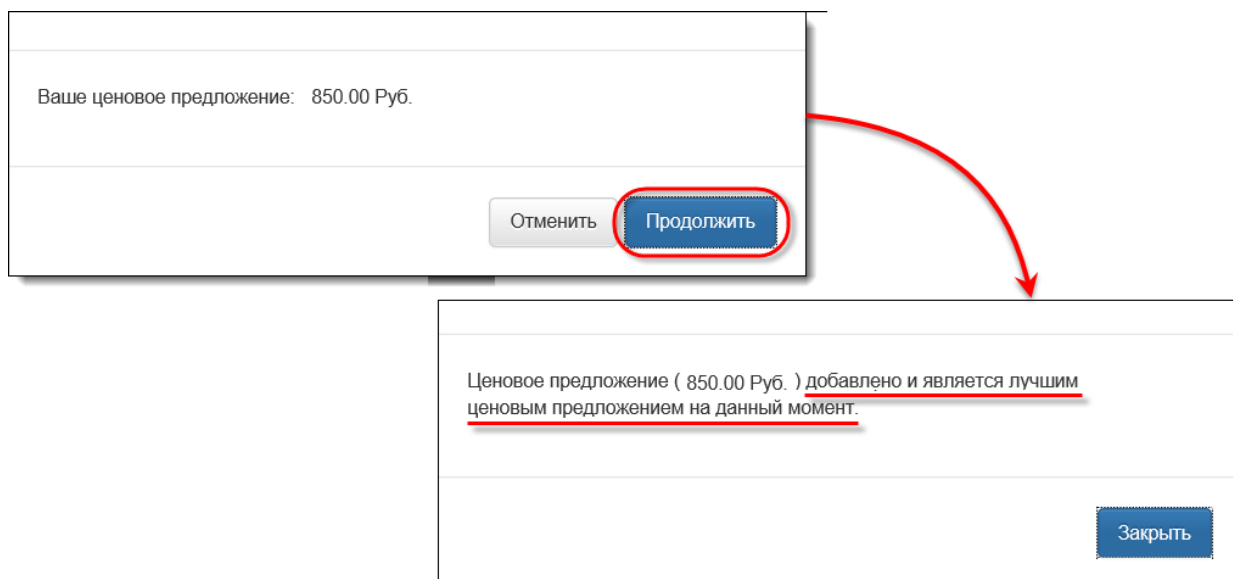 Ваше ценовое предложение: 850.00 Руб.
Отменить Продолжить
Ценовое предложение ( 850.00 Руб. ) добавлено и является лучшим
ценовым предложением на данный момент.
Закрыть